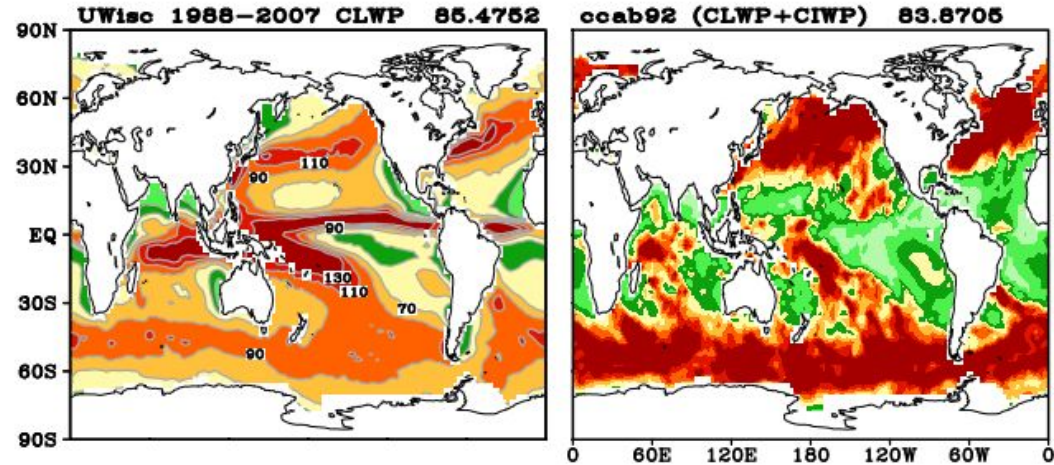 UWisc 1988-2007 CLWP 85.4752
ccab92 (CLWP+CIWP) 83.8705
90N
60N
30N
EQ
30S
60S
90S
110
90
90
130
110
70
90
0 60E 120E 180 120W 60W 0